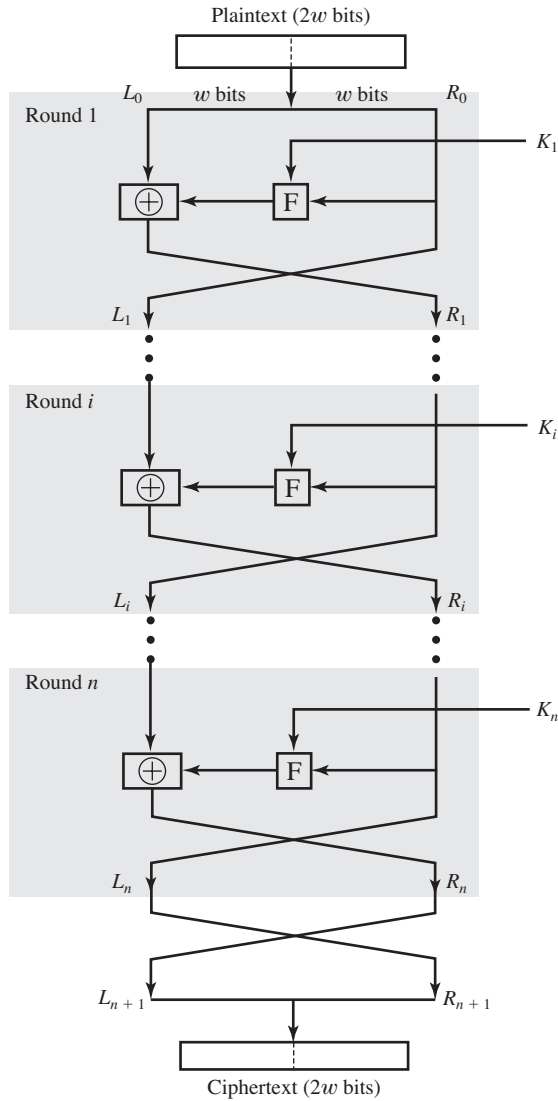 Plaintext (2w bits)
L0 w bits w bits R0
Round 1
K1
F
L1 R1
Round i
Ki
F
Li Ri
Round n
Kn
F
Ln Rn
Ln + 1 Rn + 1
Ciphertext (2w bits)